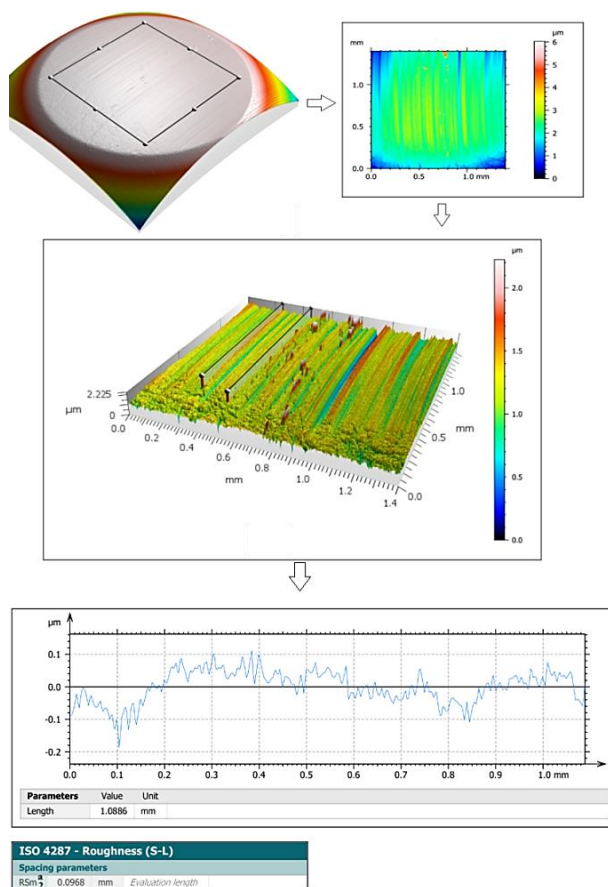 mm
µm
6
5
4
3
2
1
0
1.0
0.5
0.0
0.0 0.5 1.0 mm
µm
2.0
1.5
1.0
0.5
0.0
2.225
µm
0
0.0
0.2
0.4
0.6
0.8
1.0
1.2
1.4
mm
1.0
0.5
0.0
mm
µm
0.1
0.0
-0.1
-0.2
0.0 0.1 0.2 0.3 0.4 0.5 0.6 0.7 0.8 0.9 1.0 mm
Parameters Value Unit
Length 1.0886 mm
ISO 4287 - Roughness (S-L)
Spacing parameters
RSm 0.0968 mm Evaluation length